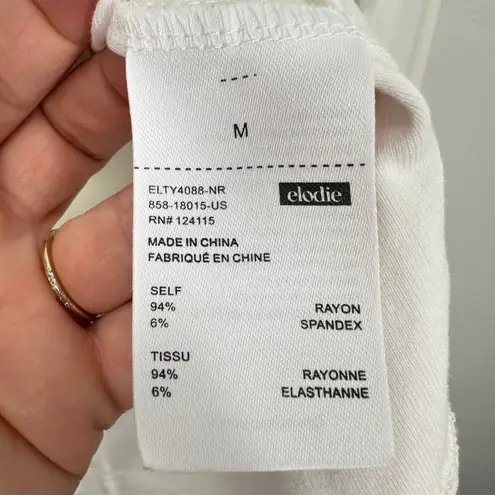 M
ELTY4088-NR
elodie
858-18015-US
RN# 124115
MADE IN CHINA
FABRIQUÉ EN CHINE
SELF
94% RAYON
6% SPANDEX
TISSU
94% RAYONNE
6% ELASTHANNE